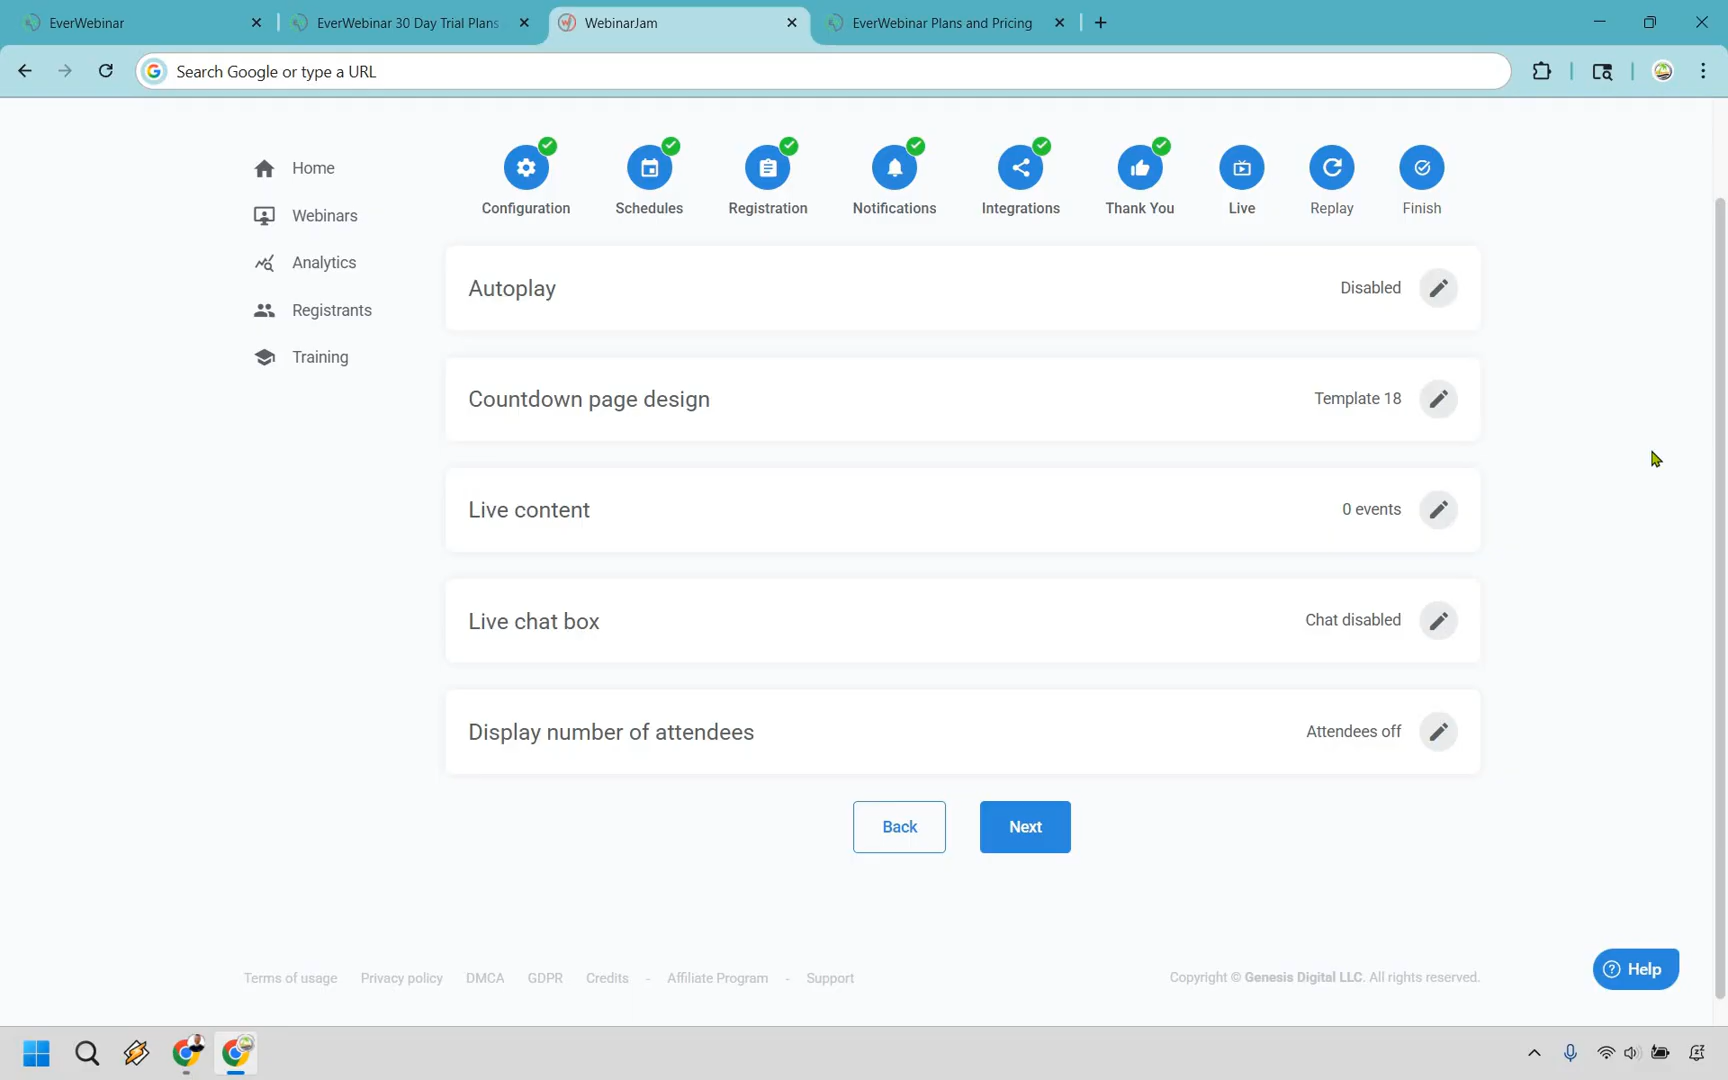 EverWebinar
EverWebinar 30 Day Trial Plans
WebinarJam
EverWebinar Plans and Pricing
Search Google or type a URL
Home
Webinars
Analytics
Registrants
Training
Configuration
Schedules
Registration
Notifications
Integrations
Thank You
Live
Replay
Finish
Autoplay
Disabled
Countdown page design
Template 18
Live content
0 events
Live chat box
Chat disabled
Display number of attendees
Attendees off
Back
Next
Terms of usage
Privacy policy
DMCA
GDPR
Credits
-
Affiliate Program
-
Support
Copyright © Genesis Digital LLC. All rights reserved.
Help